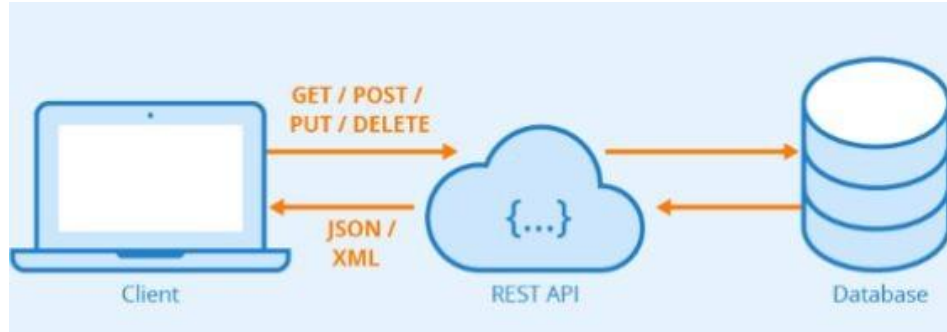 GET / POST /
PUT / DELETE
{...}
JSON /
XML
Client
REST API
Database